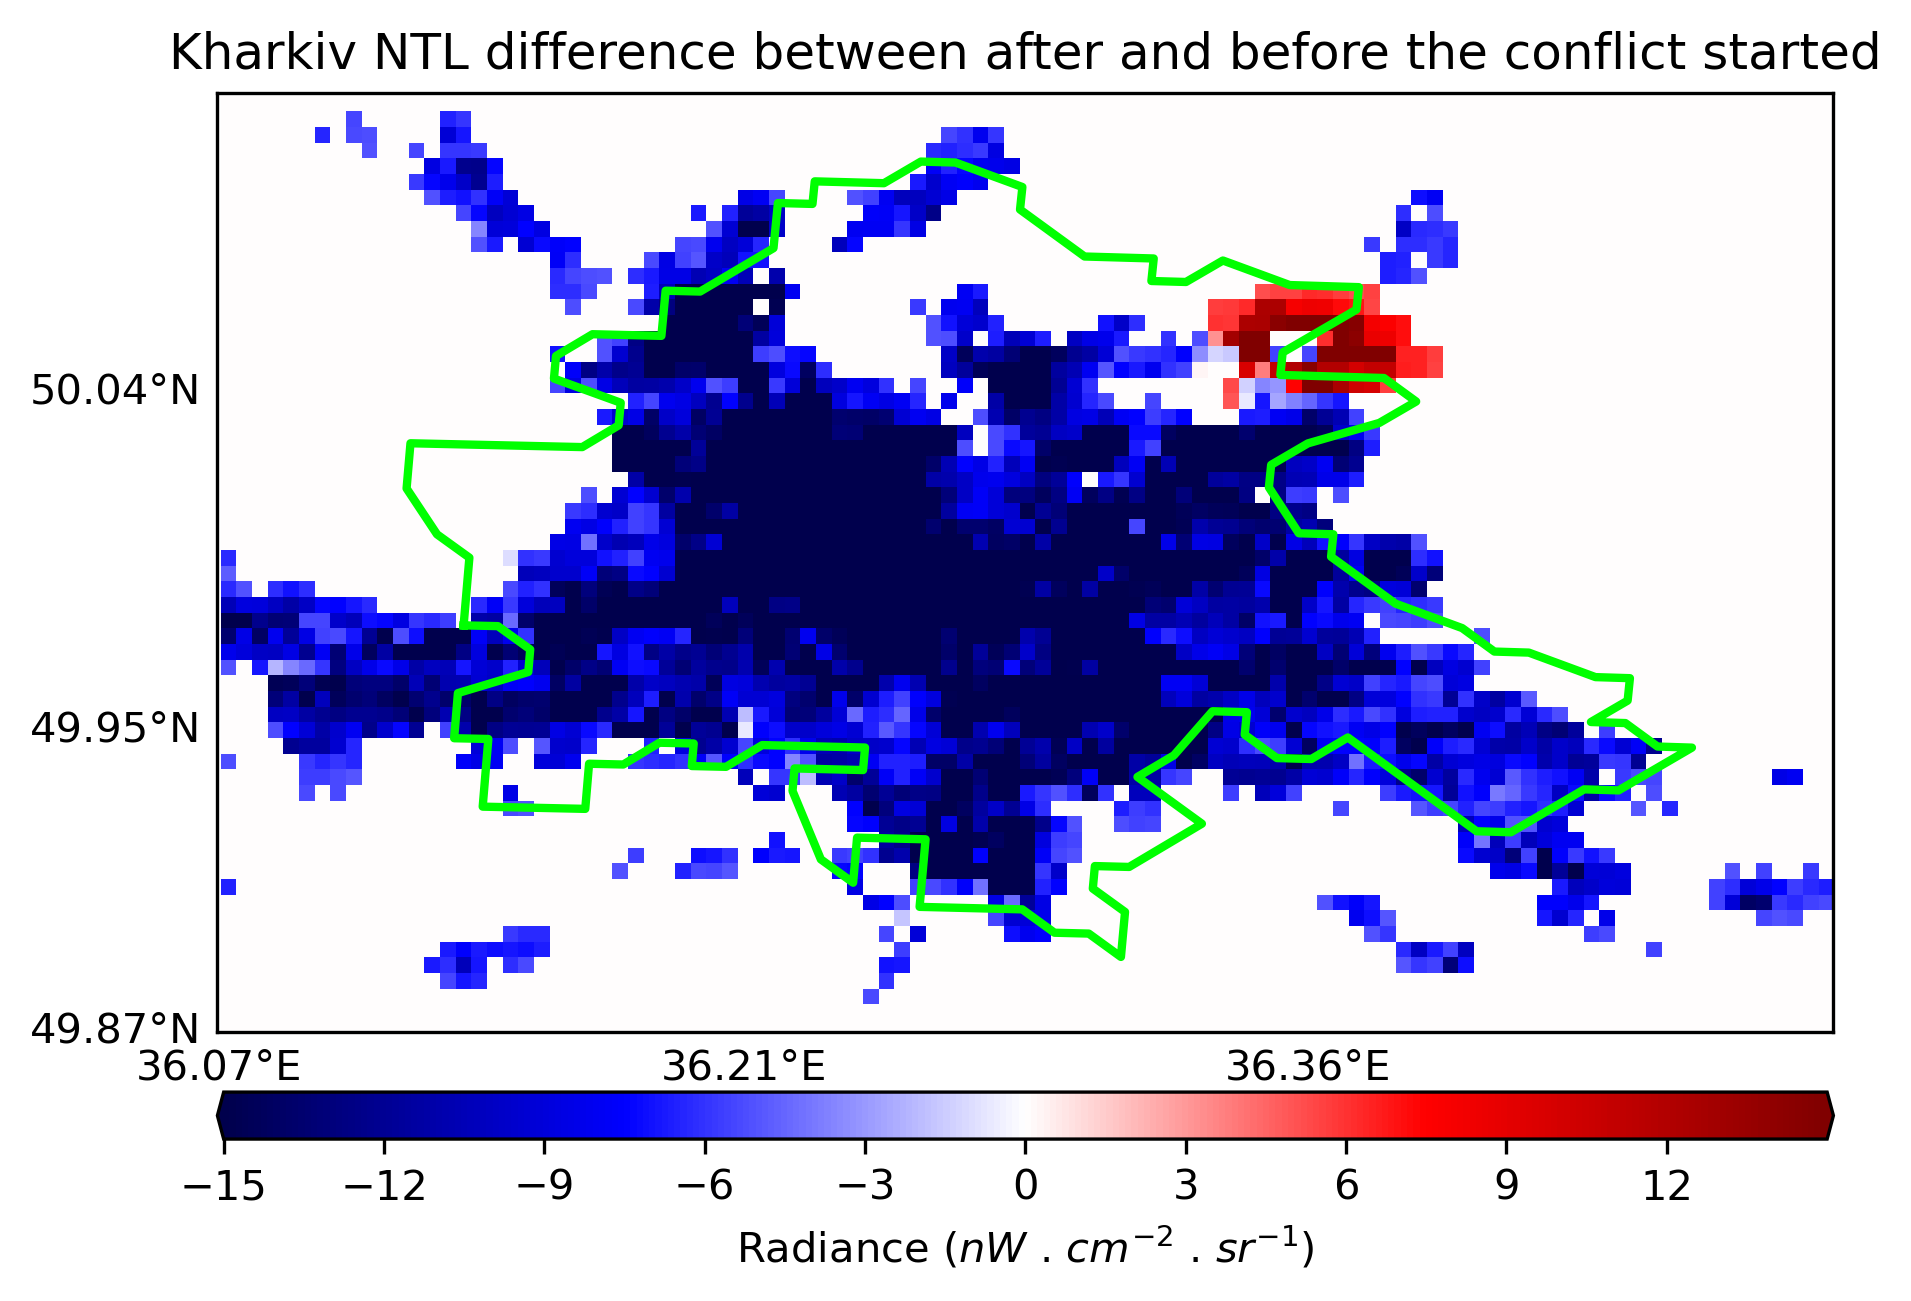 Kharkiv NTL difference between after and before the conflict started
50.04°N
49.95°N
49.87°N
36.07°E 36.21°E 36.36°E
−15 −12 −9 −6 −3 0 3 6 9 12
Radiance (nW . cm⁻² . sr⁻¹)